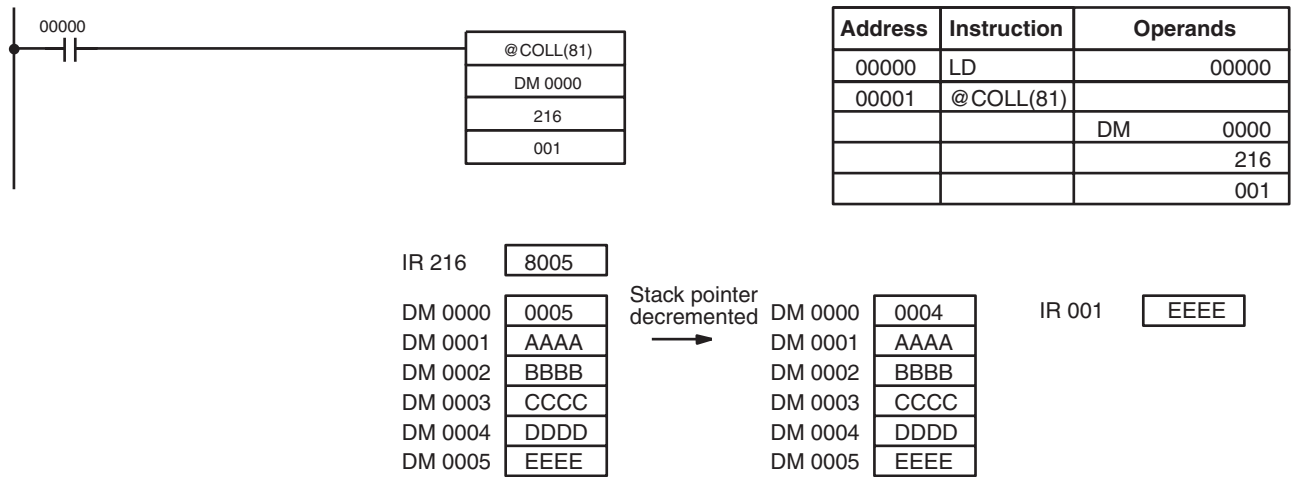 00000
@COLL(81)
DM 0000
216
001
Address Instruction Operands
00000 LD 00000
00001 @COLL(81)
DM 0000
216
001
IR 216 8005
Stack pointer
decremented
DM 0000 0005
DM 0001 AAAA
DM 0002 BBBB
DM 0003 CCCC
DM 0004 DDDD
DM 0005 EEEE
DM 0000 0004
DM 0001 AAAA
DM 0002 BBBB
DM 0003 CCCC
DM 0004 DDDD
DM 0005 EEEE
IR 001 EEEE